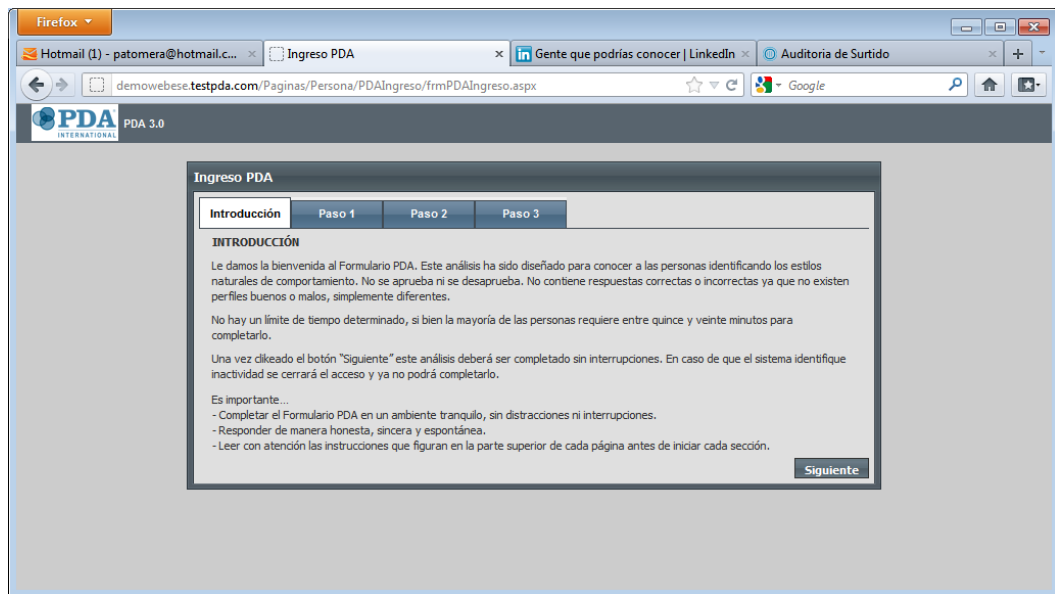 Firefox
Hotmail (1) - patomera@hotmail.c...
Ingreso PDA
Gente que podrías conocer | LinkedIn
Auditoria de Surtido
demowebese.testpda.com/Paginas/Persona/PDAIngreso/frmPDAIngreso.aspx
Google
PDA
INTERNATIONAL
PDA 3.0
Ingreso PDA
Introducción Paso 1 Paso 2 Paso 3
INTRODUCCIÓN
Le damos la bienvenida al Formulario PDA. Este análisis ha sido diseñado para conocer a las personas identificando los estilos
naturales de comportamiento. No se aprueba ni se desaprueba. No contiene respuestas correctas o incorrectas ya que no existen
perfiles buenos o malos, simplemente diferentes.
No hay un límite de tiempo determinado, si bien la mayoría de las personas requiere entre quince y veinte minutos para
completarlo.
Una vez clikeado el botón "Siguiente" este análisis deberá ser completado sin interrupciones. En caso de que el sistema identifique
inactividad se cerrará el acceso y ya no podrá completarlo.
Es importante...
- Completar el Formulario PDA en un ambiente tranquilo, sin distracciones ni interrupciones.
- Responder de manera honesta, sincera y espontánea.
- Leer con atención las instrucciones que figuran en la parte superior de cada página antes de iniciar cada sección.
Siguiente